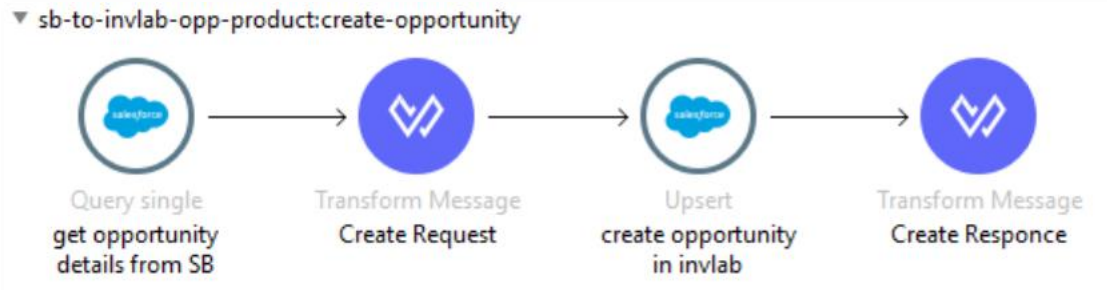 sb-to-invlab-opp-product:create-opportunity
salesforce
salesforce
Query single
Transform Message
Upsert
Transform Message
get opportunity
details from SB
Create Request
create opportunity
in invlab
Create Responce